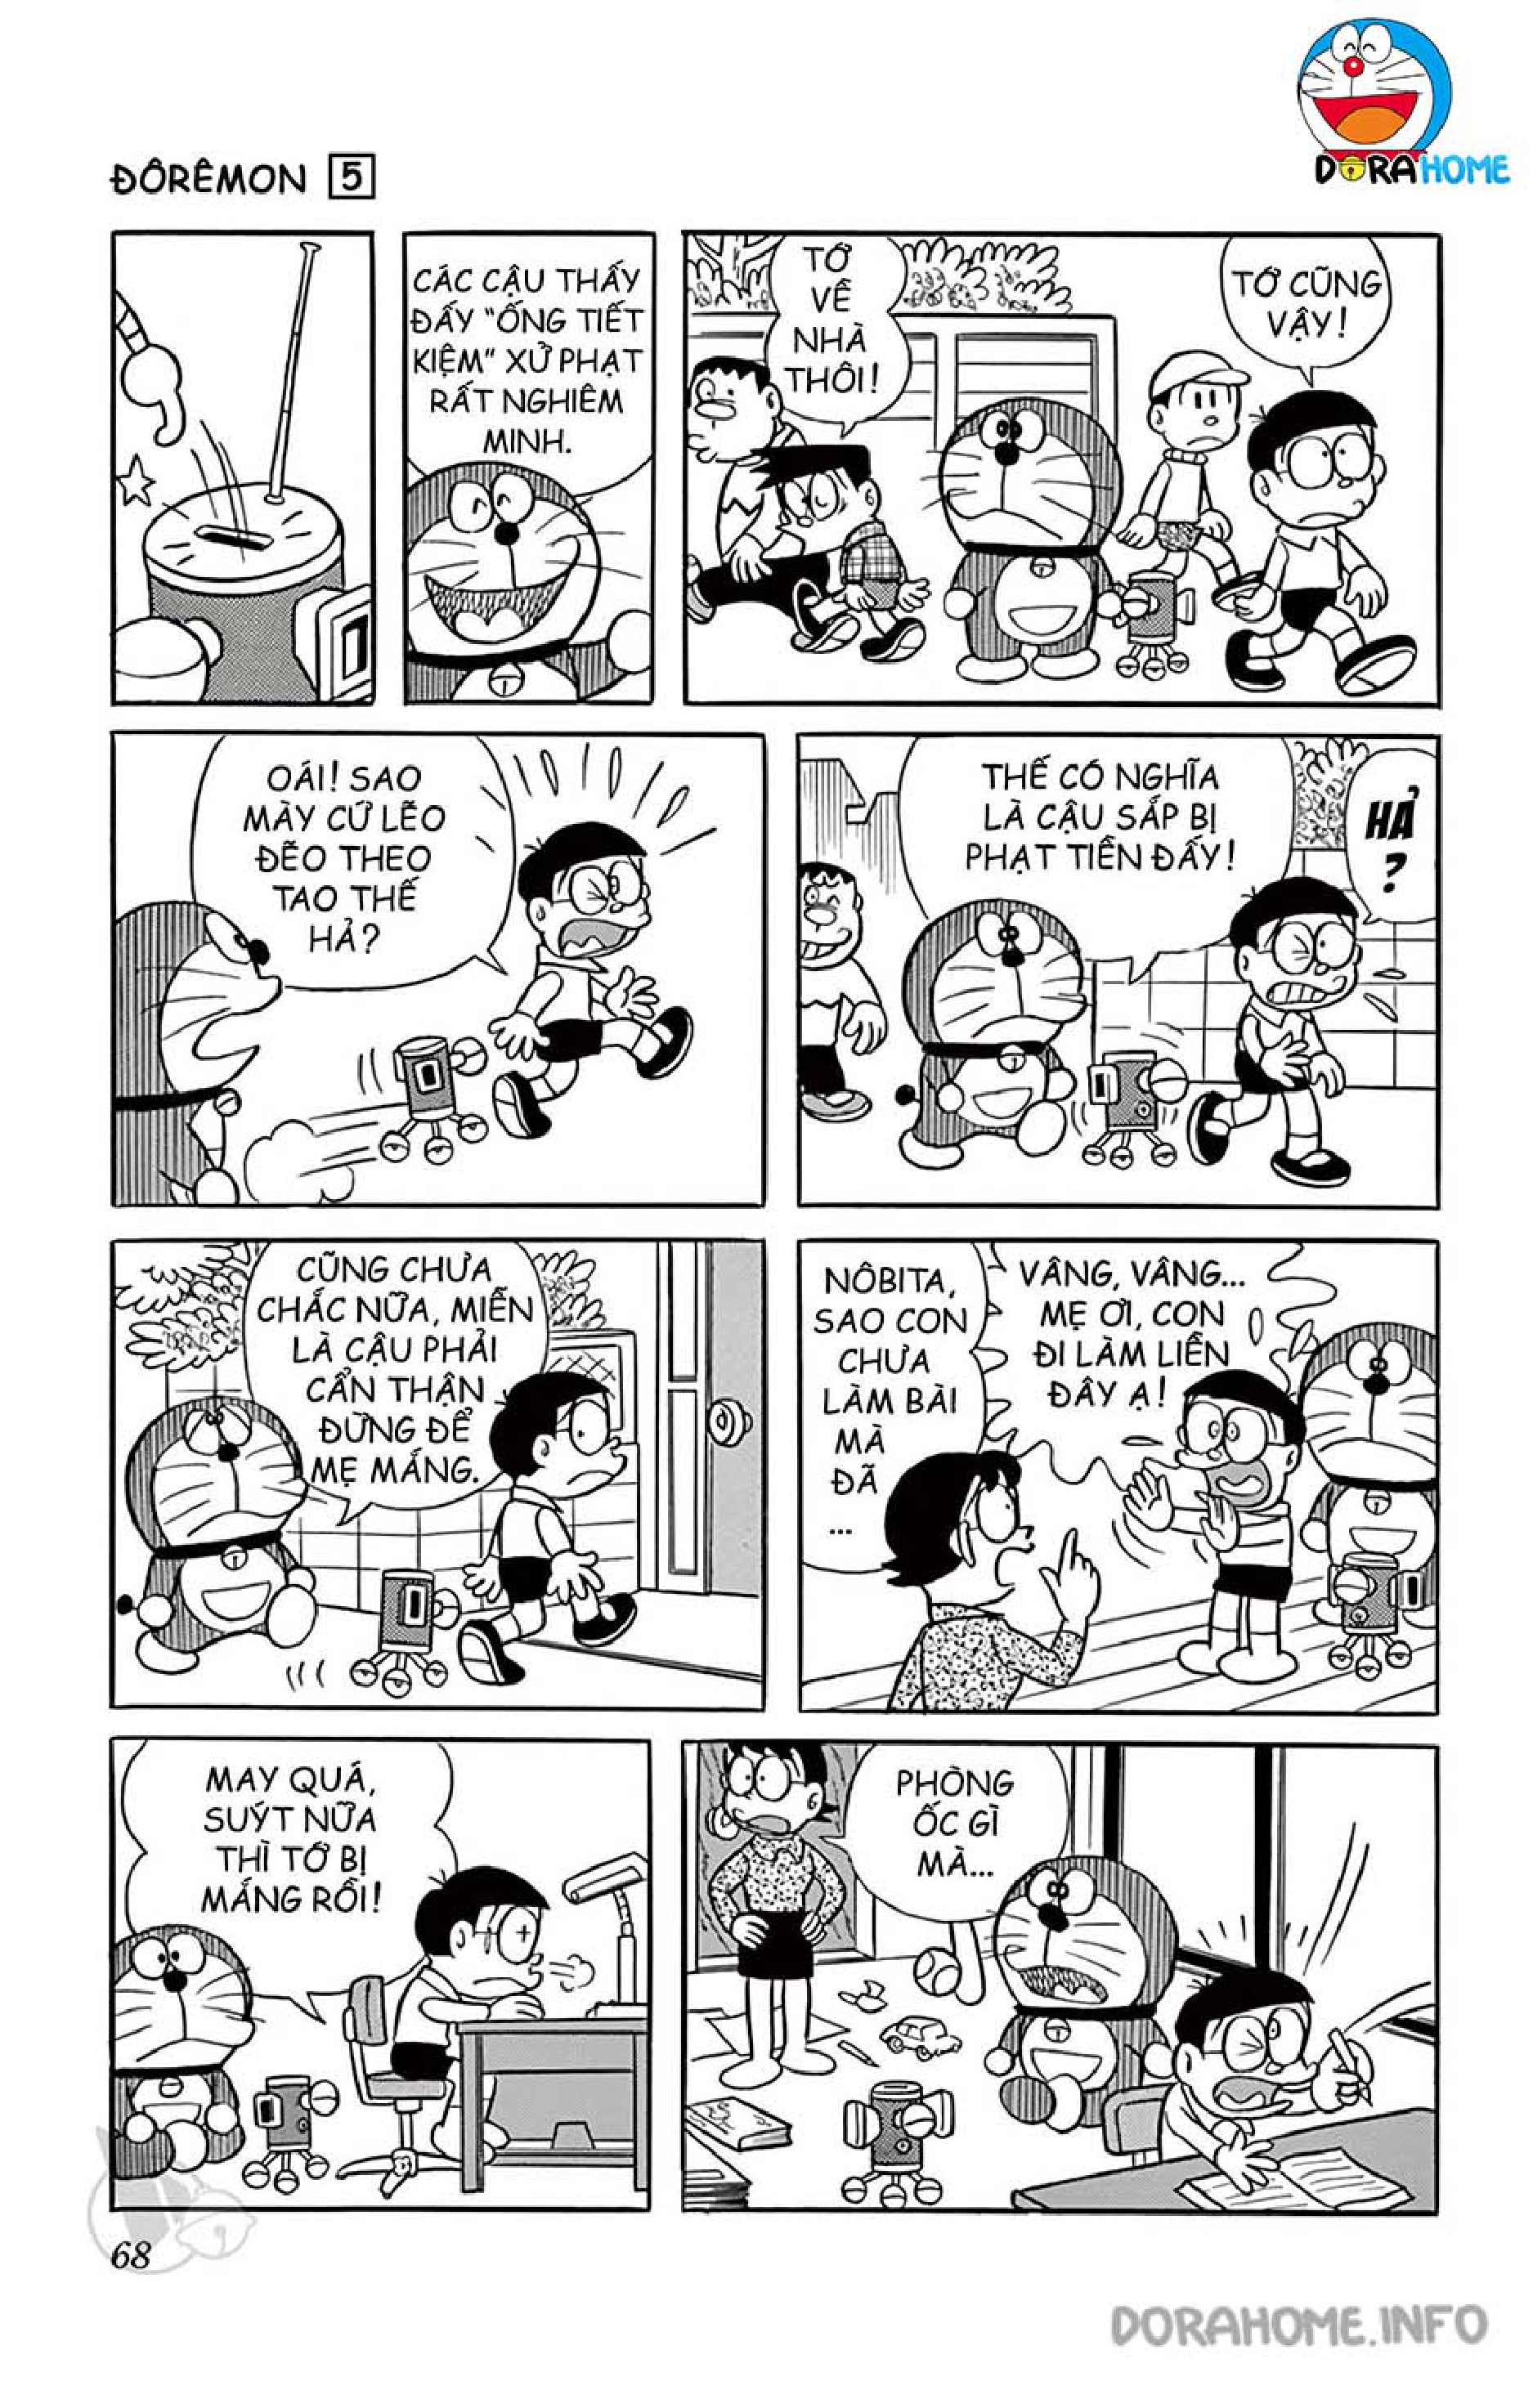 DORAHOME
ĐÔRÊMON 5
CÁC CẬU THẤY
ĐẤY "ỐNG TIẾT
KIỆM" XỬ PHẠT
RẤT NGHIÊM
MINH.
TỚ
VỀ
NHÀ
THÔI!
TỚ CŨNG
VẬY!
OÁI! SAO
MÀY CỨ LẼO
ĐẼO THEO
TAO THẾ
HẢ?
THẾ CÓ NGHĨA
LÀ CẬU SẮP BỊ
PHẠT TIỀN ĐẤY!
HẢ
?
CŨNG CHƯA
CHẮC NỮA, MIỄN
LÀ CẬU PHẢI
CẨN THẬN
ĐỪNG ĐỂ
MẸ MẮNG.
NÔBITA,
SAO CON
CHƯA
LÀM BÀI
MÀ
ĐÃ
...
VÂNG, VÂNG...
MẸ ƠI, CON
ĐI LÀM LIỀN
ĐÂY Ạ!
MAY QUÁ,
SUÝT NỮA
THÌ TỚ BỊ
MẮNG RỒI!
PHÒNG
ỐC GÌ
MÀ...
68
DORAHOME.INFO